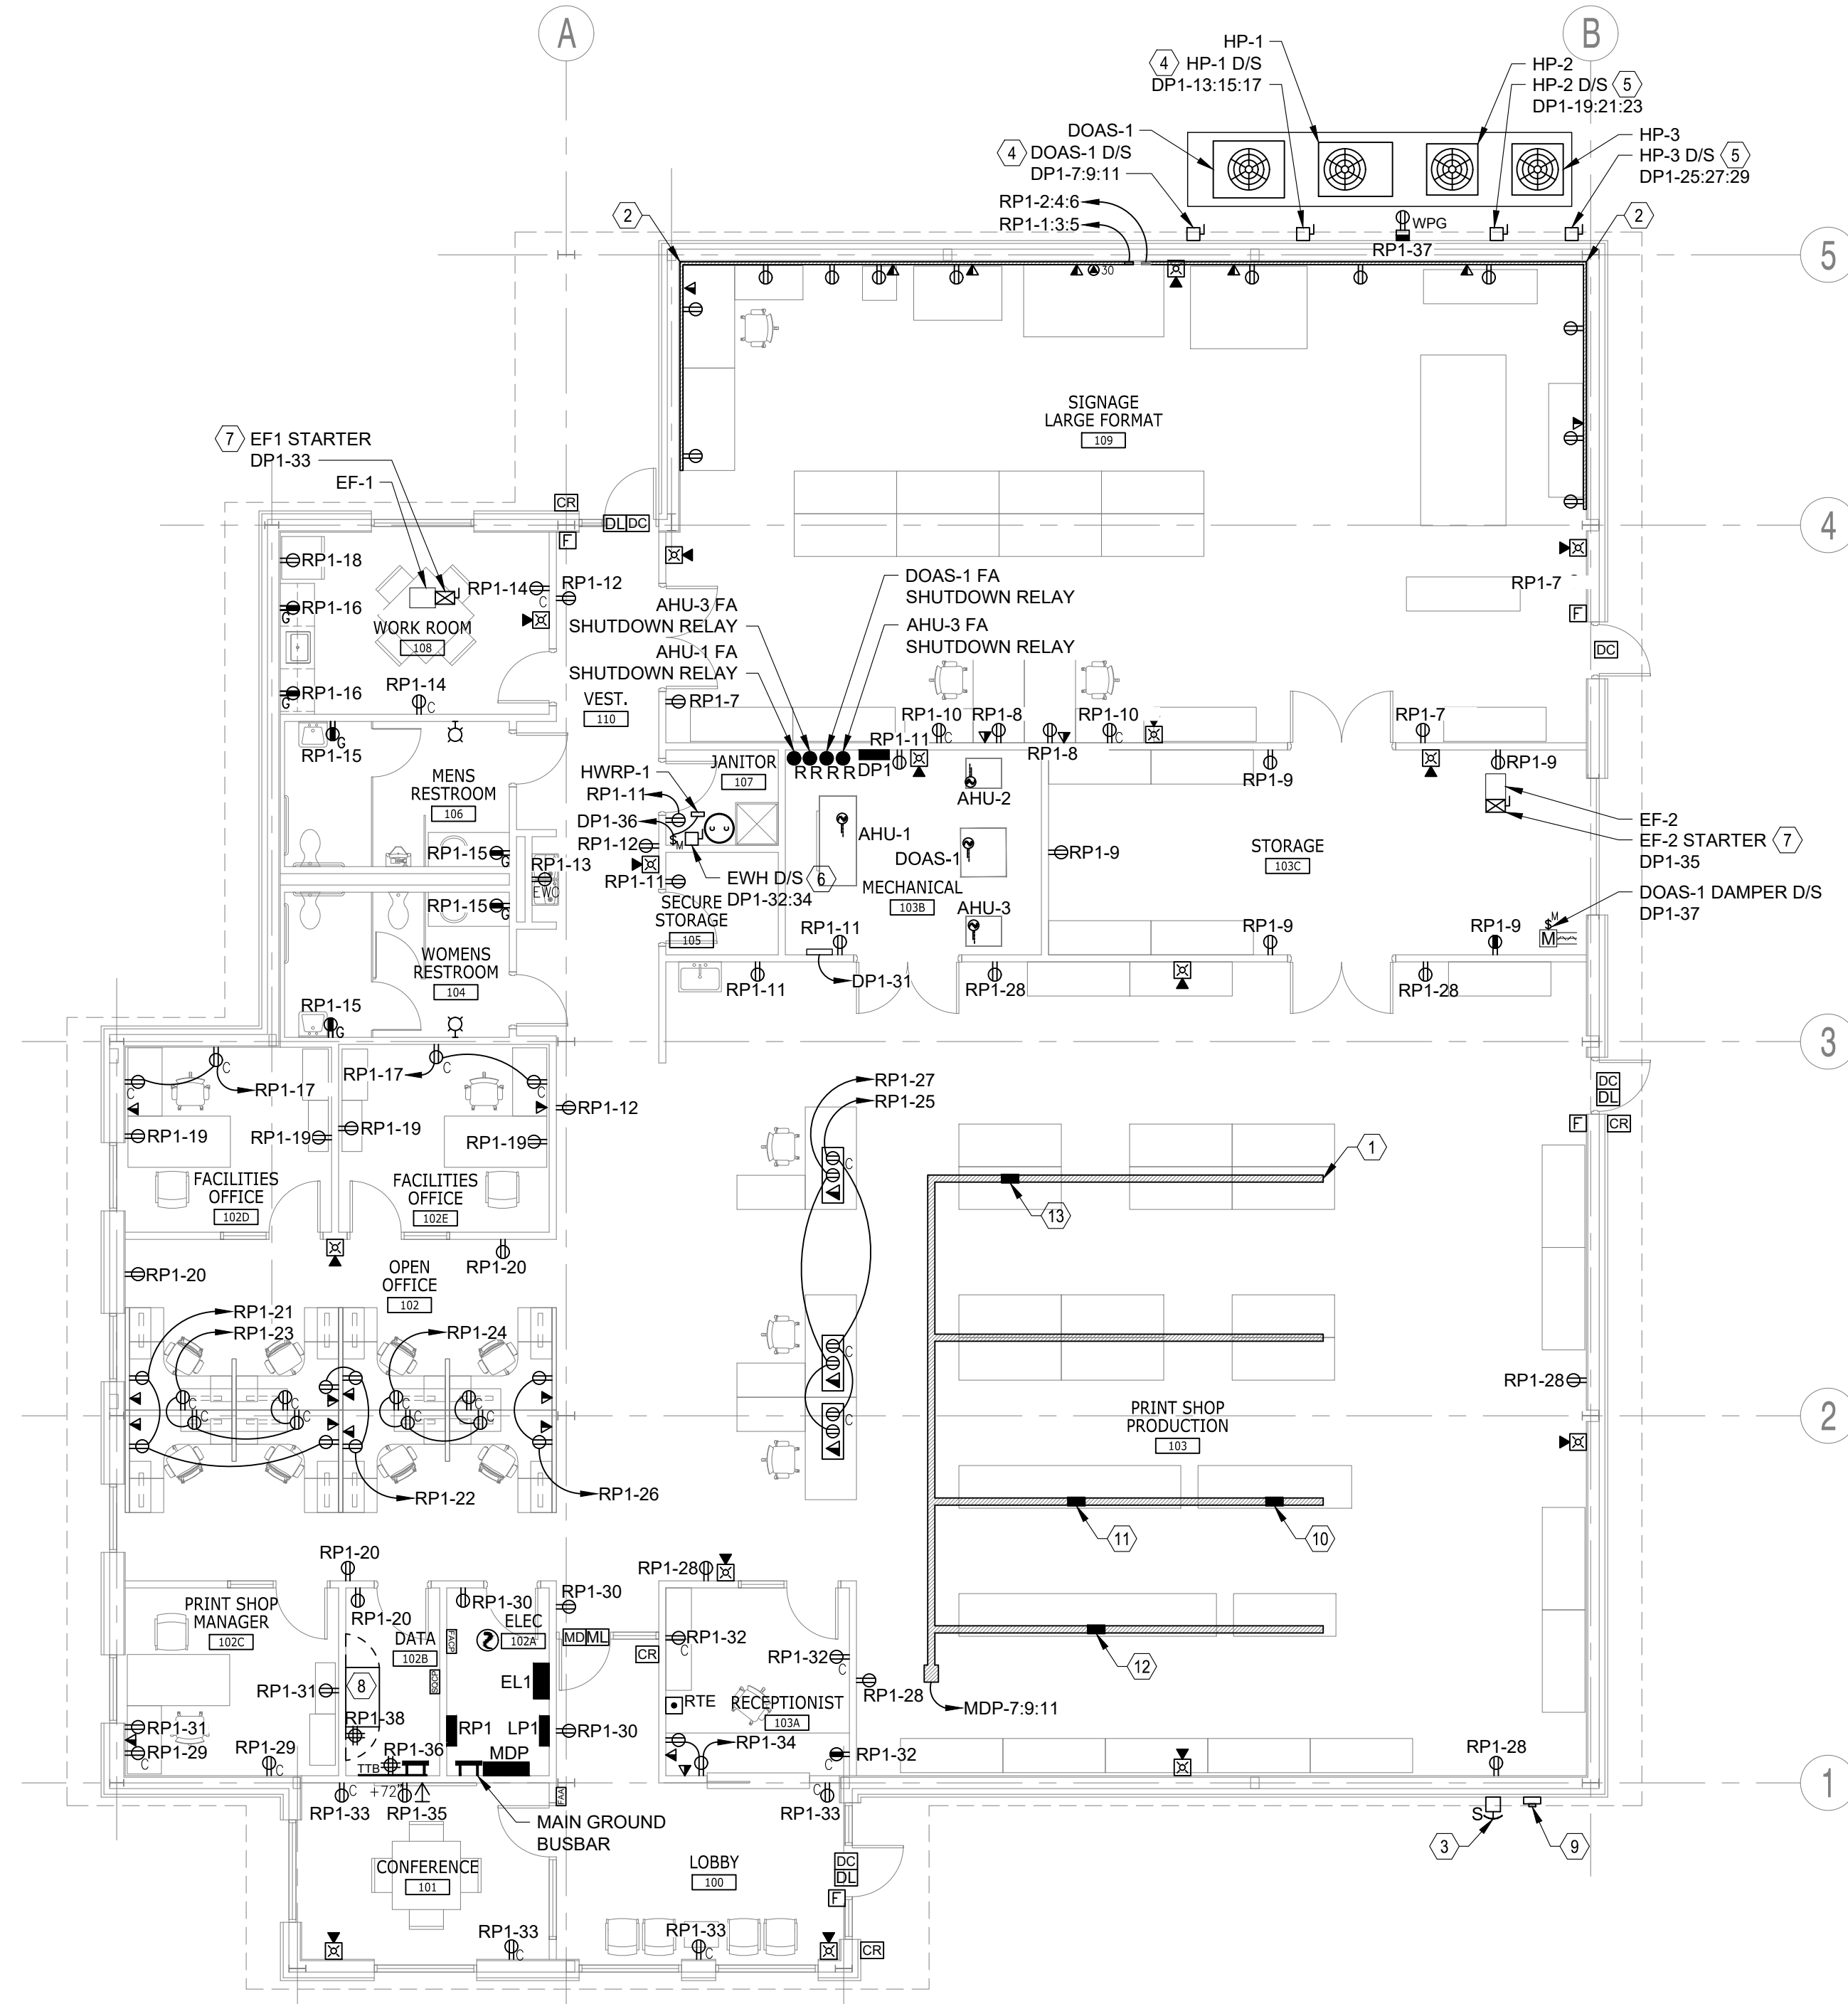 A
B
HP-1
4 HP-1 D/S
DP1-13:15:17
HP-2
HP-2 D/S 5
DP1-19:21:23
DOAS-1
4 DOAS-1 D/S
DP1-7:9:11
HP-3
HP-3 D/S 5
DP1-25:27:29
RP1-2:4:6
RP1-1:3:5
2
WPG
RP1-37
2
5
30
SIGNAGE
LARGE FORMAT
109
7 EF1 STARTER
DP1-33
EF-1
CR
DL DC
F
4
RP1-18
RP1-14
C
RP1-12
RP1-16
G
WORK ROOM
108
RP1-16
G
RP1-14
C
DOAS-1 FA
SHUTDOWN RELAY
AHU-3 FA
SHUTDOWN RELAY
AHU-3 FA
SHUTDOWN RELAY
AHU-1 FA
SHUTDOWN RELAY
RP1-7
F
DC
VEST.
110
RP1-7
RP1-10
C
RP1-8
RP1-10
C
RP1-7
RP1-15
G
RP1-11
DP1
RP1-8
R R R R
RP1-9
RP1-9
MENS
RESTROOM
106
JANITOR
107
HWRP-1
RP1-11
DP1-36
$M
RP1-12
AHU-2
AHU-1
DOAS-1
EF-2
EF-2 STARTER 7
DP1-35
RP1-15
G
RP1-13
EWC
RP1-11
EWH D/S 6
DP1-32:34
RP1-9
STORAGE
103C
MECHANICAL
103B
DOAS-1 DAMPER D/S
DP1-37
$M
M
RP1-15
G
SECURE
STORAGE
105
AHU-3
RP1-11
RP1-9
RP1-9
WOMENS
RESTROOM
104
RP1-11
DP1-31
RP1-28
RP1-28
RP1-15
G
3
C
RP1-17
RP1-17
C
C
C
RP1-12
RP1-27
RP1-25
DC
DL
F
CR
RP1-19
RP1-19
RP1-19
RP1-19
C
1
FACILITIES
OFFICE
102D
FACILITIES
OFFICE
102E
13
RP1-20
OPEN
OFFICE
102
RP1-20
RP1-21
RP1-23
RP1-24
C
C
C
C
C
C
C
C
C
RP1-28
PRINT SHOP
PRODUCTION
103
2
C
RP1-22
RP1-26
11
10
RP1-20
RP1-28
PRINT SHOP
MANAGER
102C
RP1-20
DATA
102B
RP1-30
ELEC
102A
RP1-30
FACP
MD ML
CR
RP1-32
C
RP1-32
C
12
RP1-31
8
SDCP
EL1
RTE
RECEPTIONIST
103A
RP1-28
MDP-7:9:11
RP1-31
RP1-38
RP1
LP1
RP1-30
RP1-34
RP1-29
C
RP1-29
C
RP1-36
TTB
MDP
RP1-32
C
RP1-28
1
RP1-33
C
+72"
RP1-35
FAA
C
RP1-33
MAIN GROUND
BUSBAR
S
3
9
CONFERENCE
101
LOBBY
100
DC
DL
F
RP1-33
C
RP1-33
C
CR